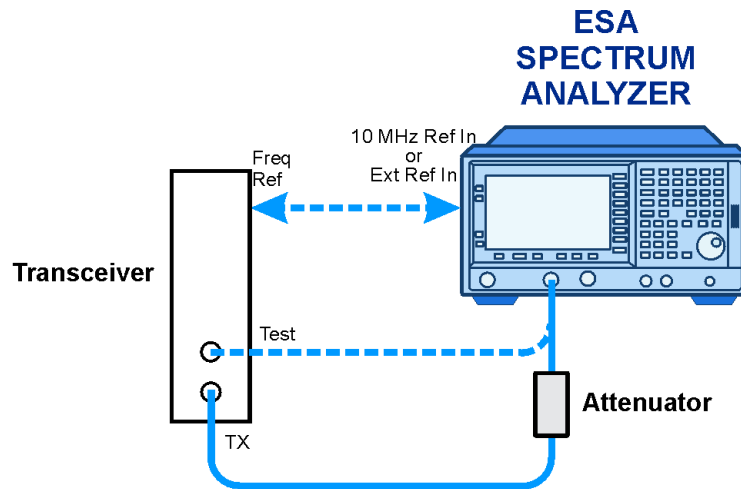 ESA
SPECTRUM
ANALYZER
10 MHz Ref In
or
Ext Ref In
Freq
Ref
Transceiver
Test
Attenuator
TX